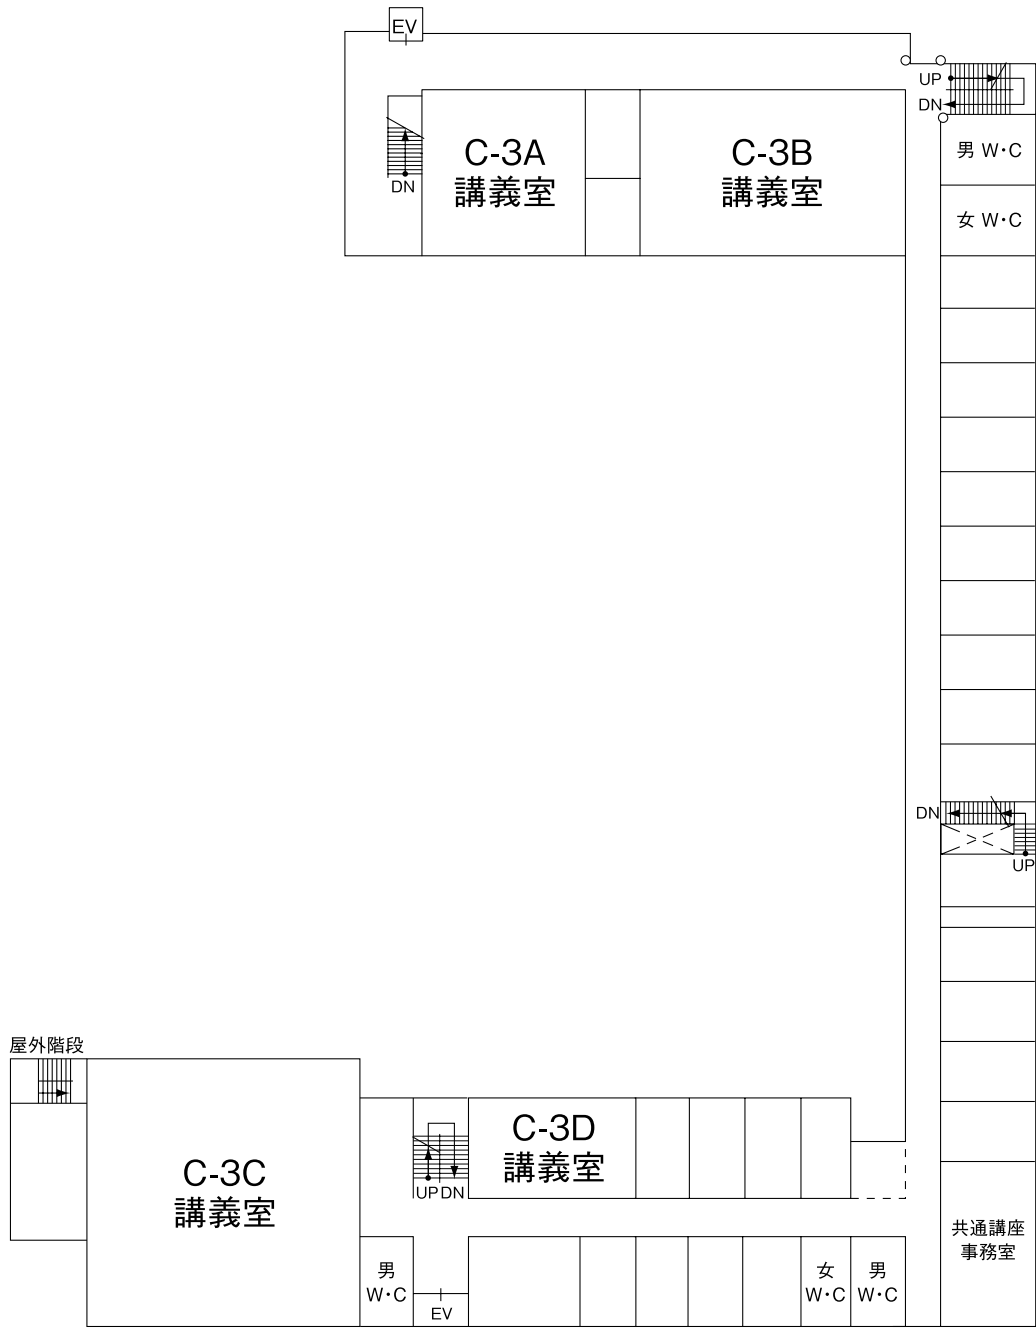 EV
UP
DN
C-3A
講義室
C-3B
講義室
DN
男 W・C
女 W・C
DN
UP
屋外階段
C-3C
講義室
C-3D
講義室
UP DN
共通講座
事務室
男
W・C
EV
女
W・C
男
W・C